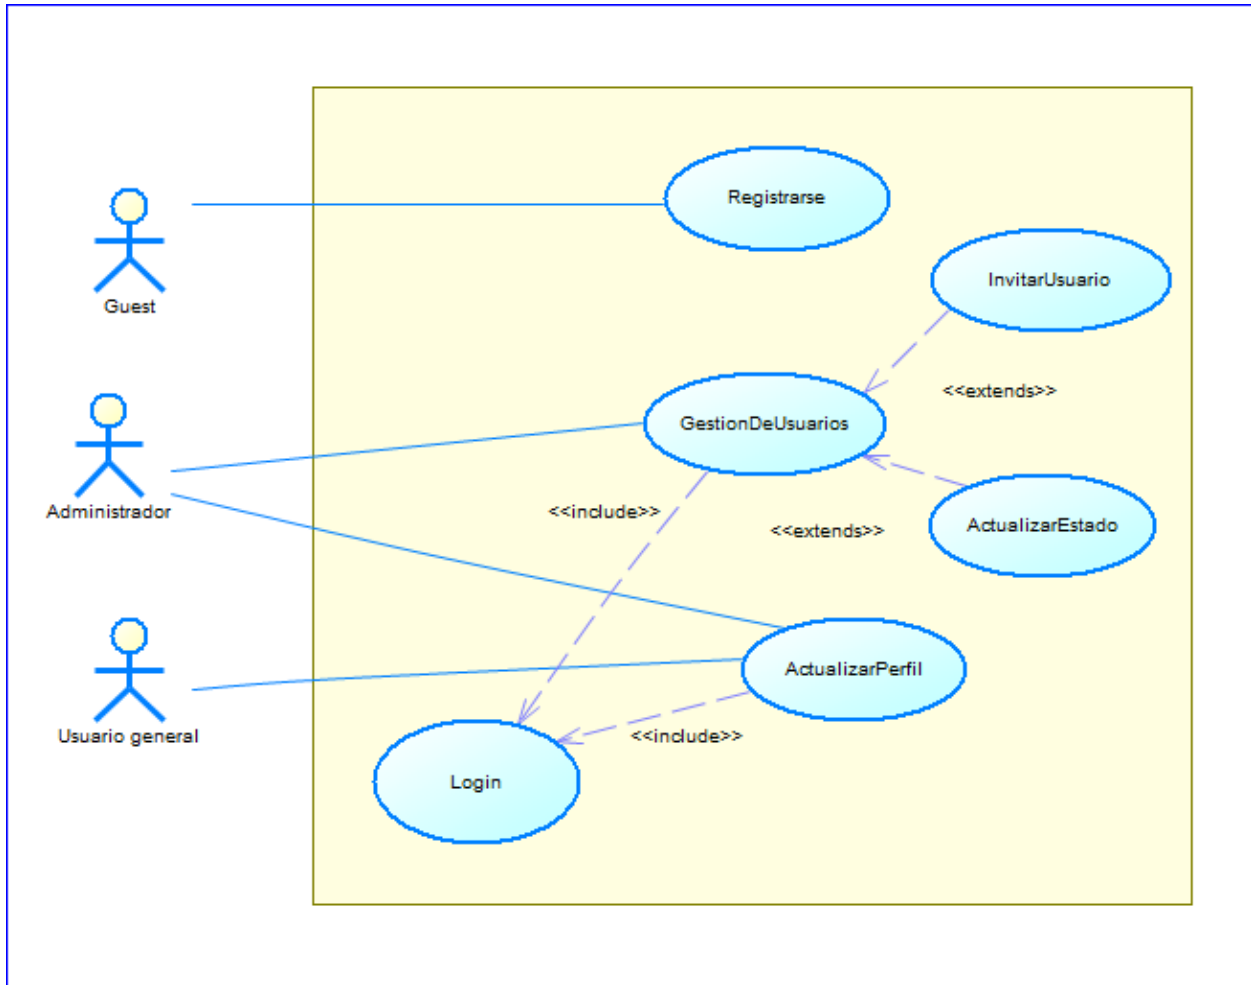 Registrarse
InvitarUsuario
Guest
<<extends>>
GestionDeUsuarios
Administrador
<<include>>
<<extends>>
ActualizarEstado
ActualizarPerfil
Usuario general
<<include>>
Login